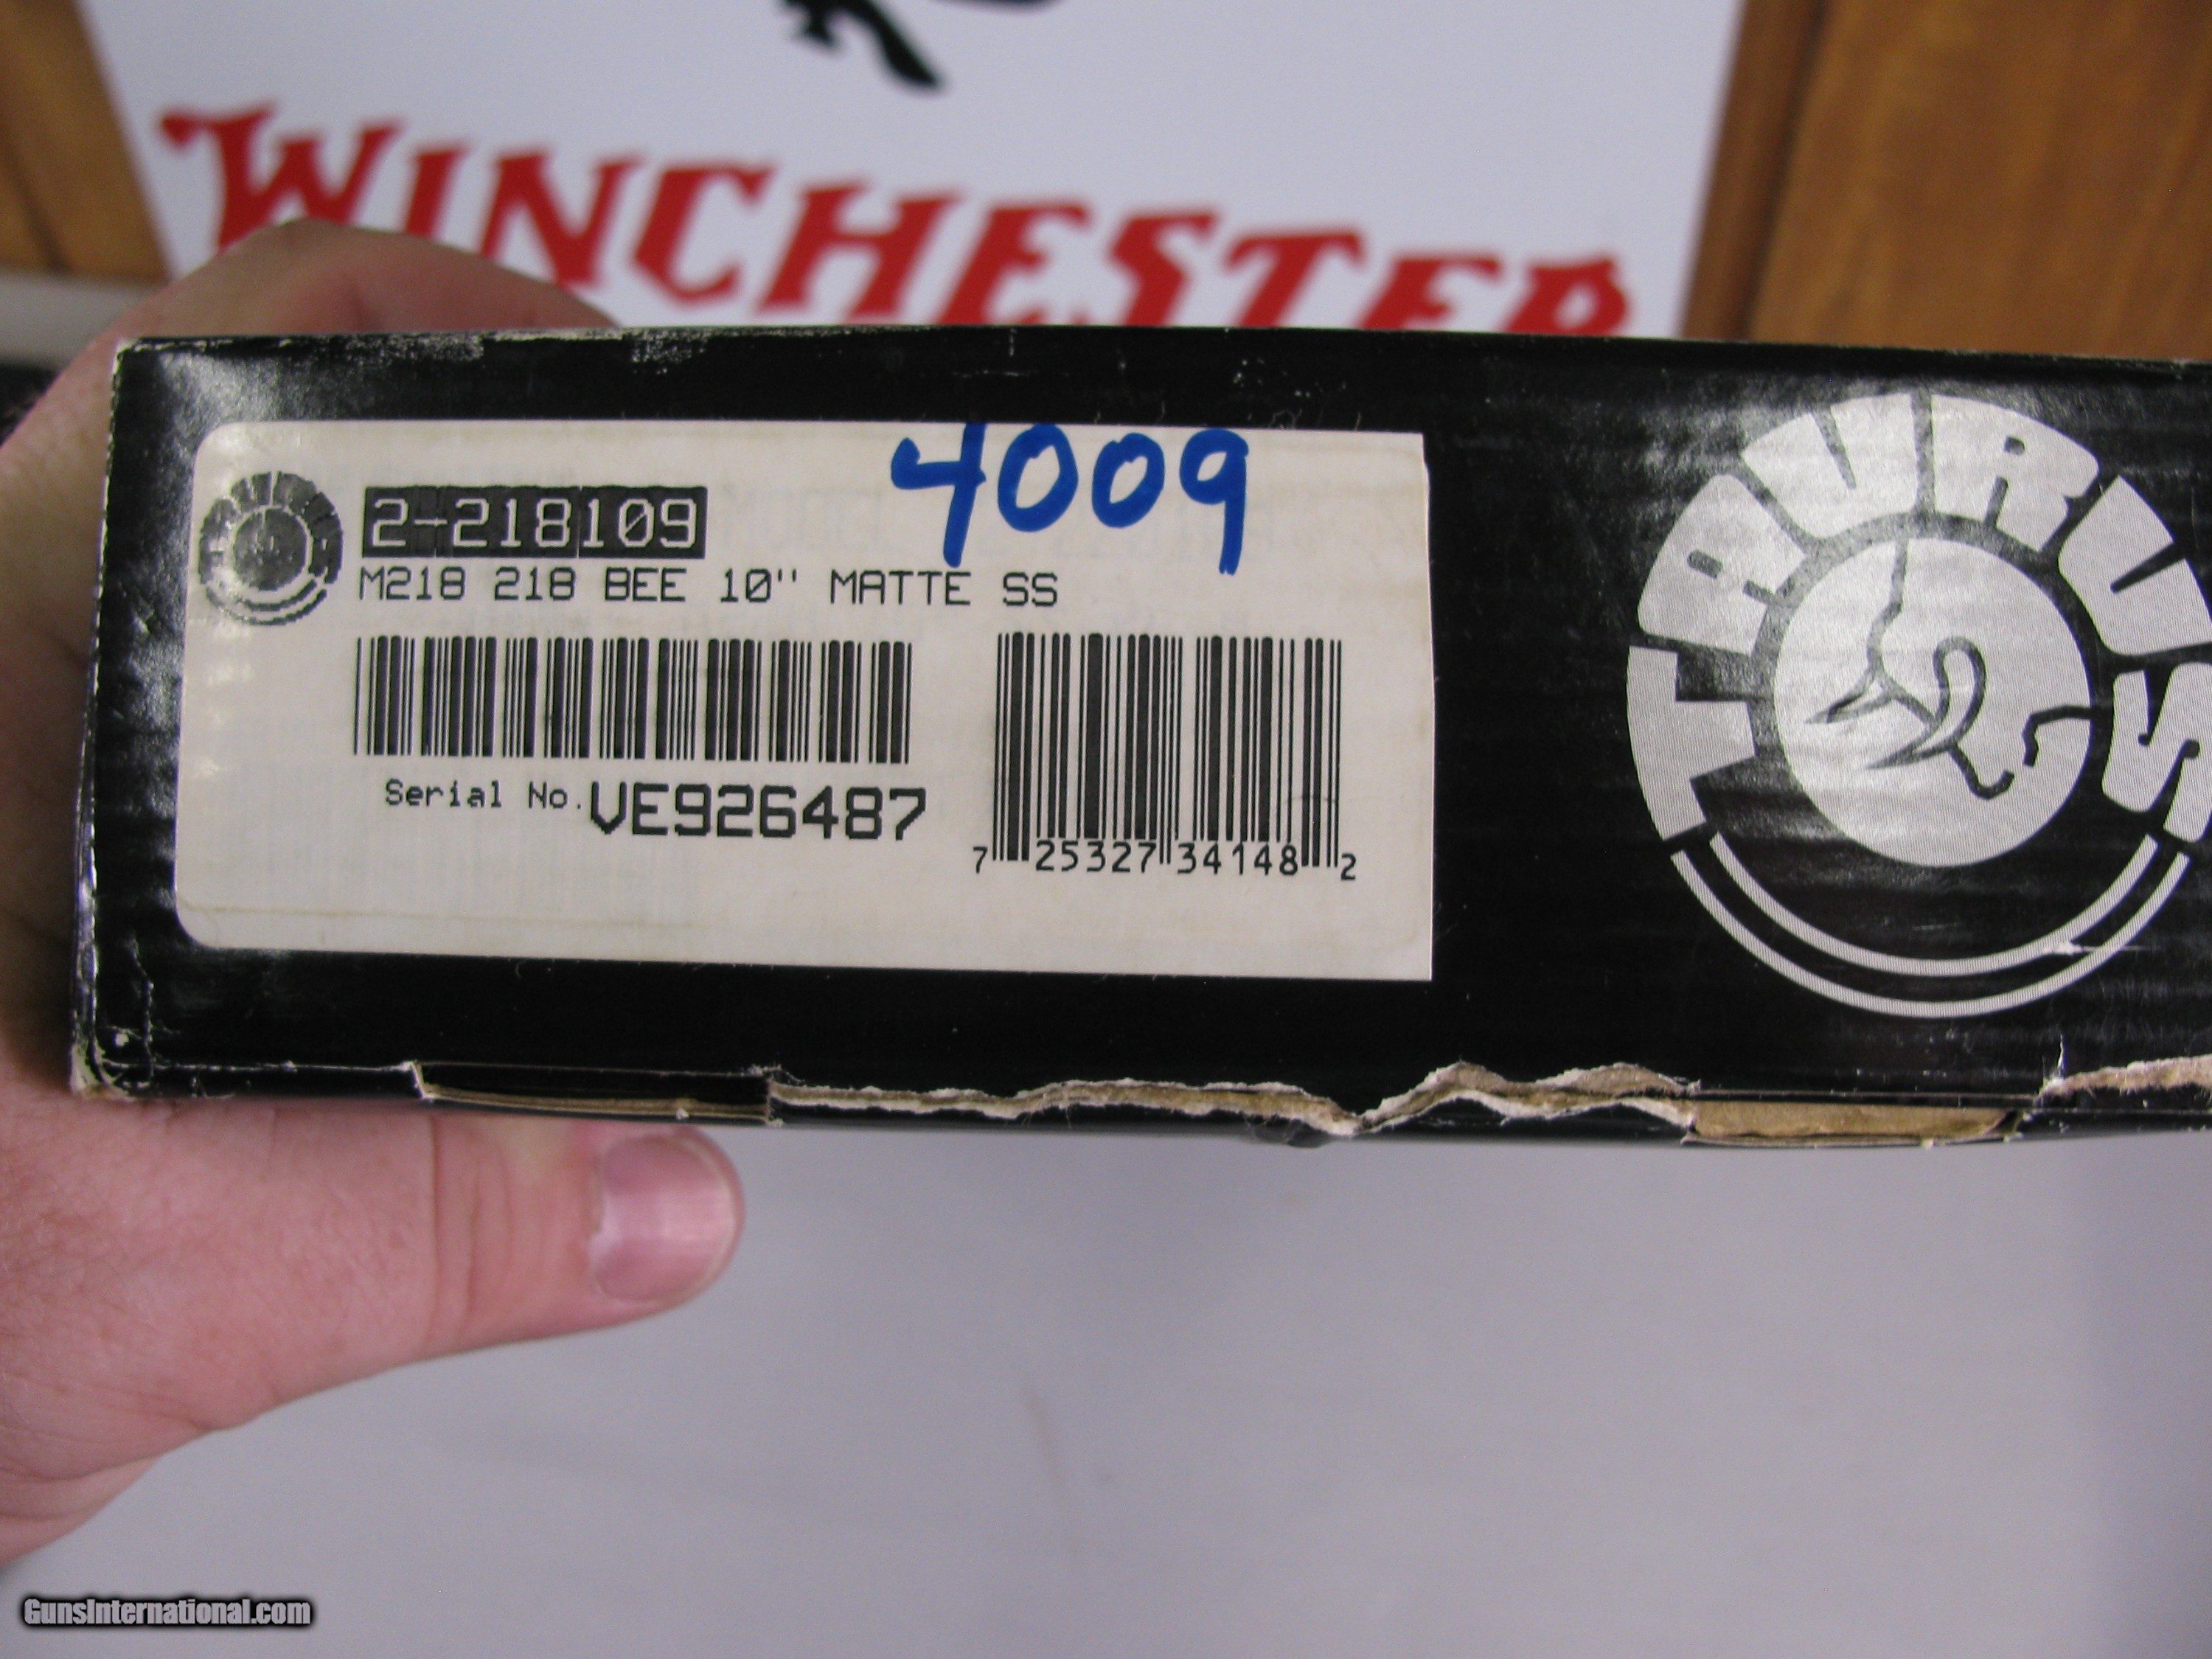 WINCHESTER
4009
TAURUS
2-218109
M218 218 BEE 10" MATTE SS
Serial No. VE926487
7 25327 34148 2
TAURUS
GunsInternational.com